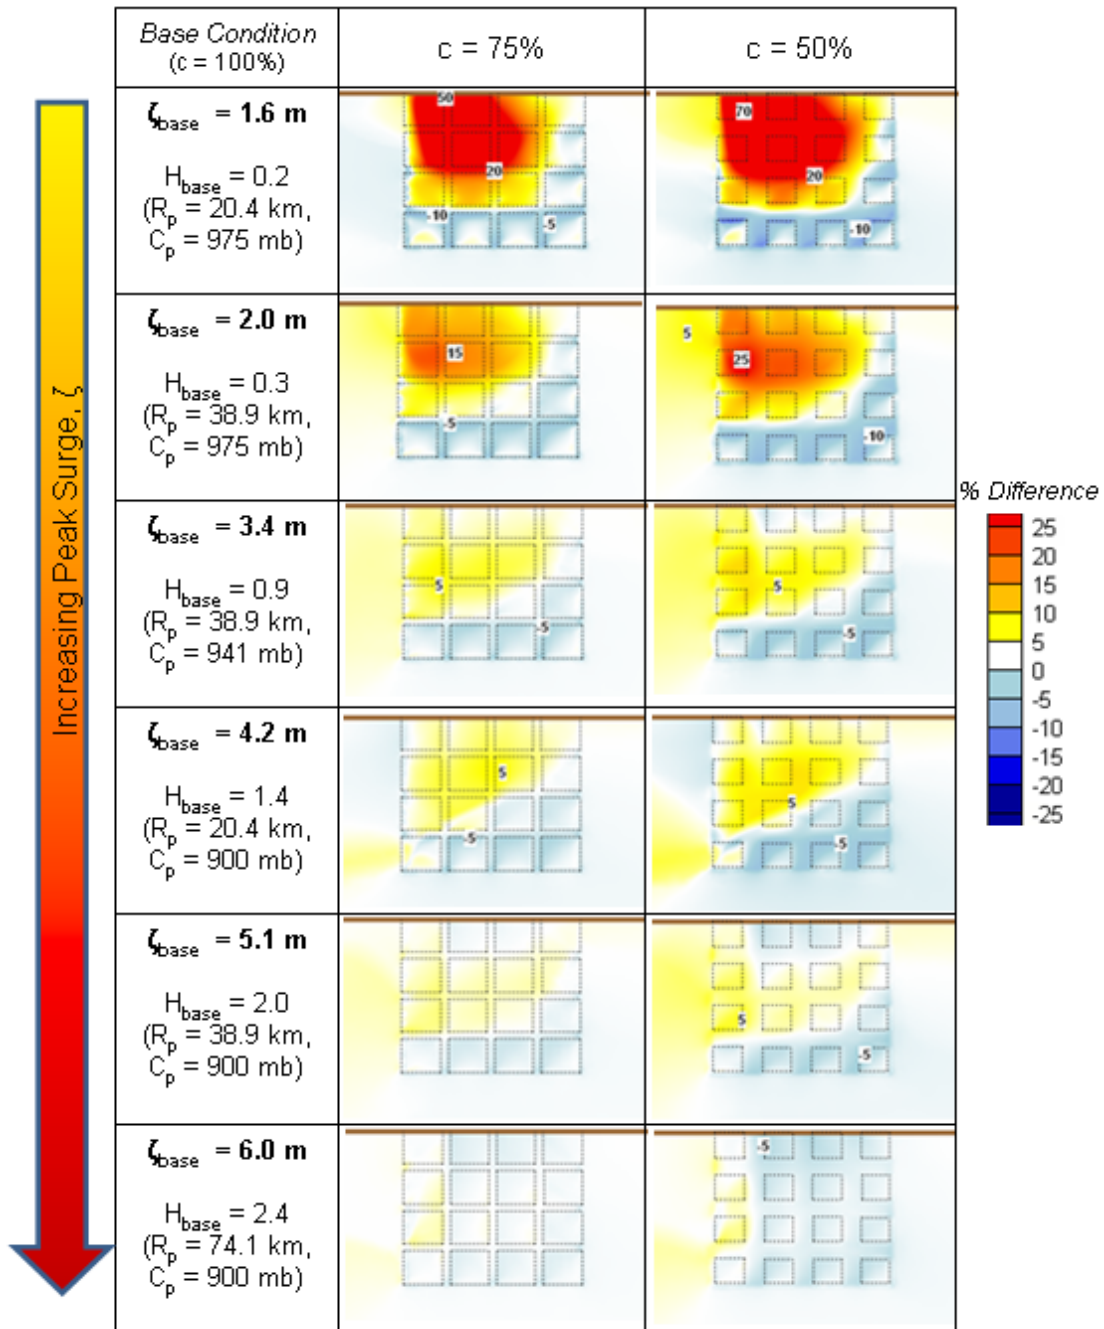 Base Condition
(c = 100%)
c = 75%
c = 50%
Increasing Peak Surge, ζ
ζbase = 1.6 m
Hbase = 0.2
(Rp = 20.4 km,
Cp = 975 mb)
50
20
-10
-5
70
20
-10
ζbase = 2.0 m
Hbase = 0.3
(Rp = 38.9 km,
Cp = 975 mb)
15
-5
5
25
-10
ζbase = 3.4 m
Hbase = 0.9
(Rp = 38.9 km,
Cp = 941 mb)
5
-5
5
-5
ζbase = 4.2 m
Hbase = 1.4
(Rp = 20.4 km,
Cp = 900 mb)
5
-5
5
-5
ζbase = 5.1 m
Hbase = 2.0
(Rp = 38.9 km,
Cp = 900 mb)
5
-5
ζbase = 6.0 m
Hbase = 2.4
(Rp = 74.1 km,
Cp = 900 mb)
-5
% Difference
25
20
15
10
5
0
-5
-10
-15
-20
-25